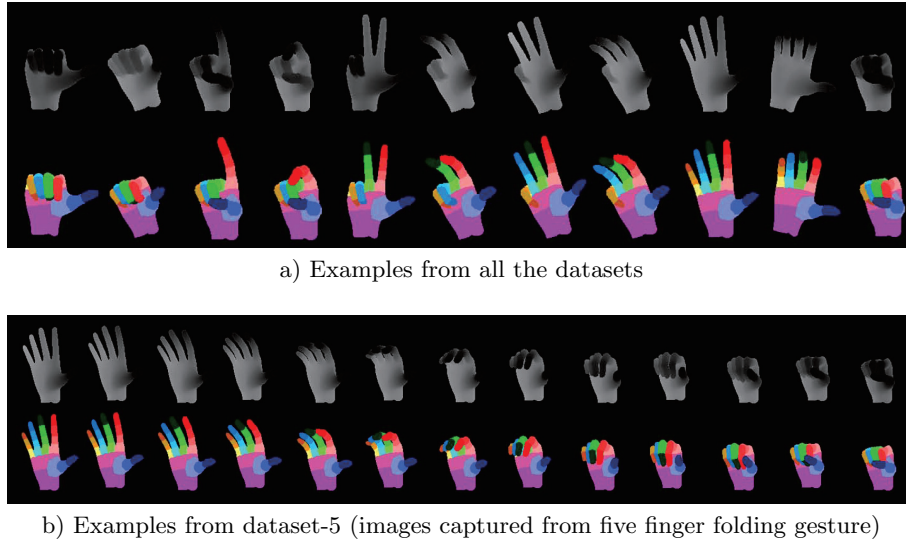 a) Examples from all the datasets
b) Examples from dataset-5 (images captured from five finger folding gesture)